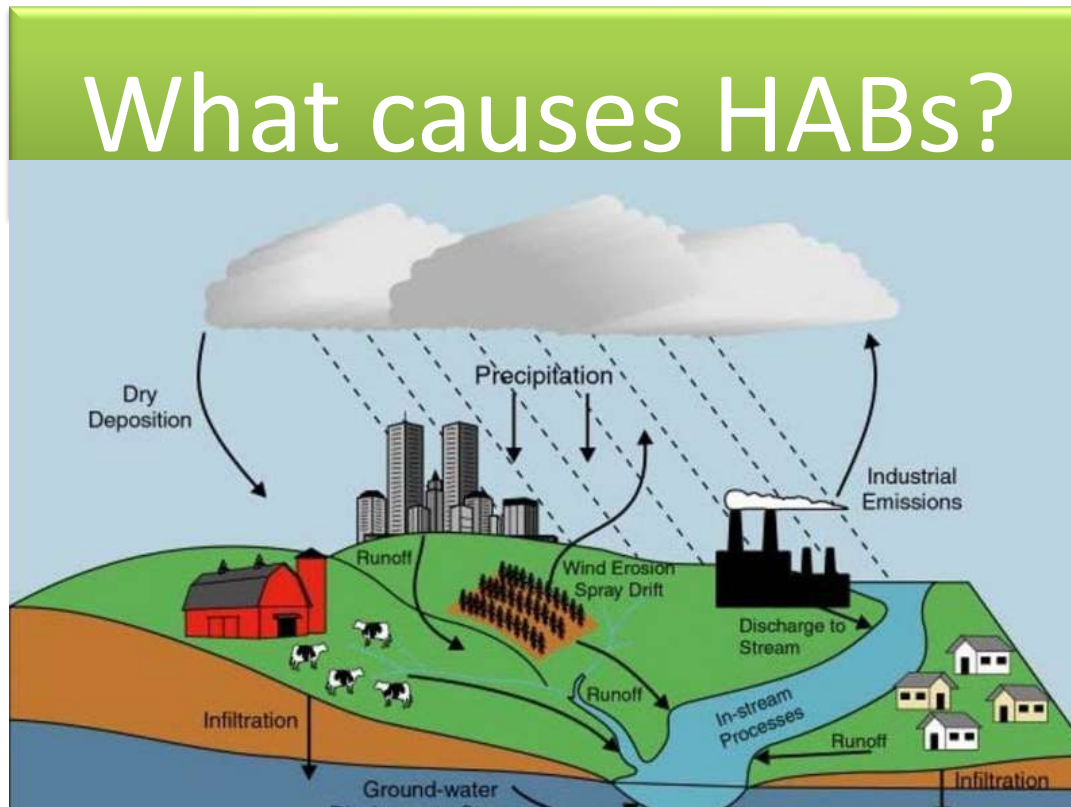 What causes HABs?
Precipitation
Dry
Deposition
Industrial
Emissions
Runoff
Wind Erosion
Spray Drift
Discharge to
Stream
Runoff
In-stream
Processes
Infiltration
Runoff
Infiltration
Ground-water